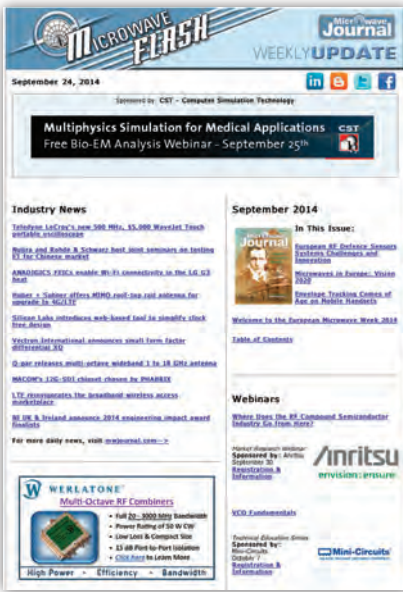 MICROWAVE
FLASH
Microwave
Journal
WEEKLYUPDATE
September 24, 2014
Sponsored by: CST - Computer Simulation Technology
Multiphysics Simulation for Medical Applications
Free Bio-EM Analysis Webinar - September 25th
CST
Industry News
Teledyne LeCroy's new 500 MHz, $5,000 WaveJet Touch
portable oscilloscope
Nujira and Rohde & Schwarz host joint seminars on testing
ET for Chinese market
ANADIGICS FEICs enable Wi-Fi connectivity in the LG G3
beat
Huber + Suhner offers MIMO roof-top rail antenna for
upgrade to 4G/LTE
Silicon Labs introduces web-based tool to simplify clock
tree design
Vectron International announces small form factor
differential XO
Q-par releases multi-octave wideband 1 to 18 GHz antenna
MACOM's 12G-SDI chipset chosen by PHABRIX
LTE reinvigorates the broadband wireless access
marketplace
RF UK & Ireland announce 2014 engineering impact award
finalists
For more daily news, visit mwjournal.com-->
WERLATONE
Multi-Octave RF Combiners
• Full 20 - 1000 MHz Bandwidth
• Power Rating of 50 W CW
• Low Loss & Compact Size
• 15 dB Port-to-Port Isolation
• Click here to Learn More
High Power - Efficiency - Bandwidth
September 2014
Journal
In This Issue:
European RF Defence Sensors
Systems Challenges and
Innovation
Microwaves in Europe: Vision
2020
Envelope Tracking Comes of
Age on Mobile Handsets
Welcome to the European Microwave Week 2014
Table of Contents
Webinars
Where Does the RF Compound Semiconductor
Industry Go From Here?
Market Research Webinar
Sponsored by: Anritsu
September 30
Registration &
Information
Anritsu
envision:ensure
VCO Fundamentals
Technical Education Series
Sponsored by:
Mini-Circuits
October 7
Registration &
Information
Mini-Circuits